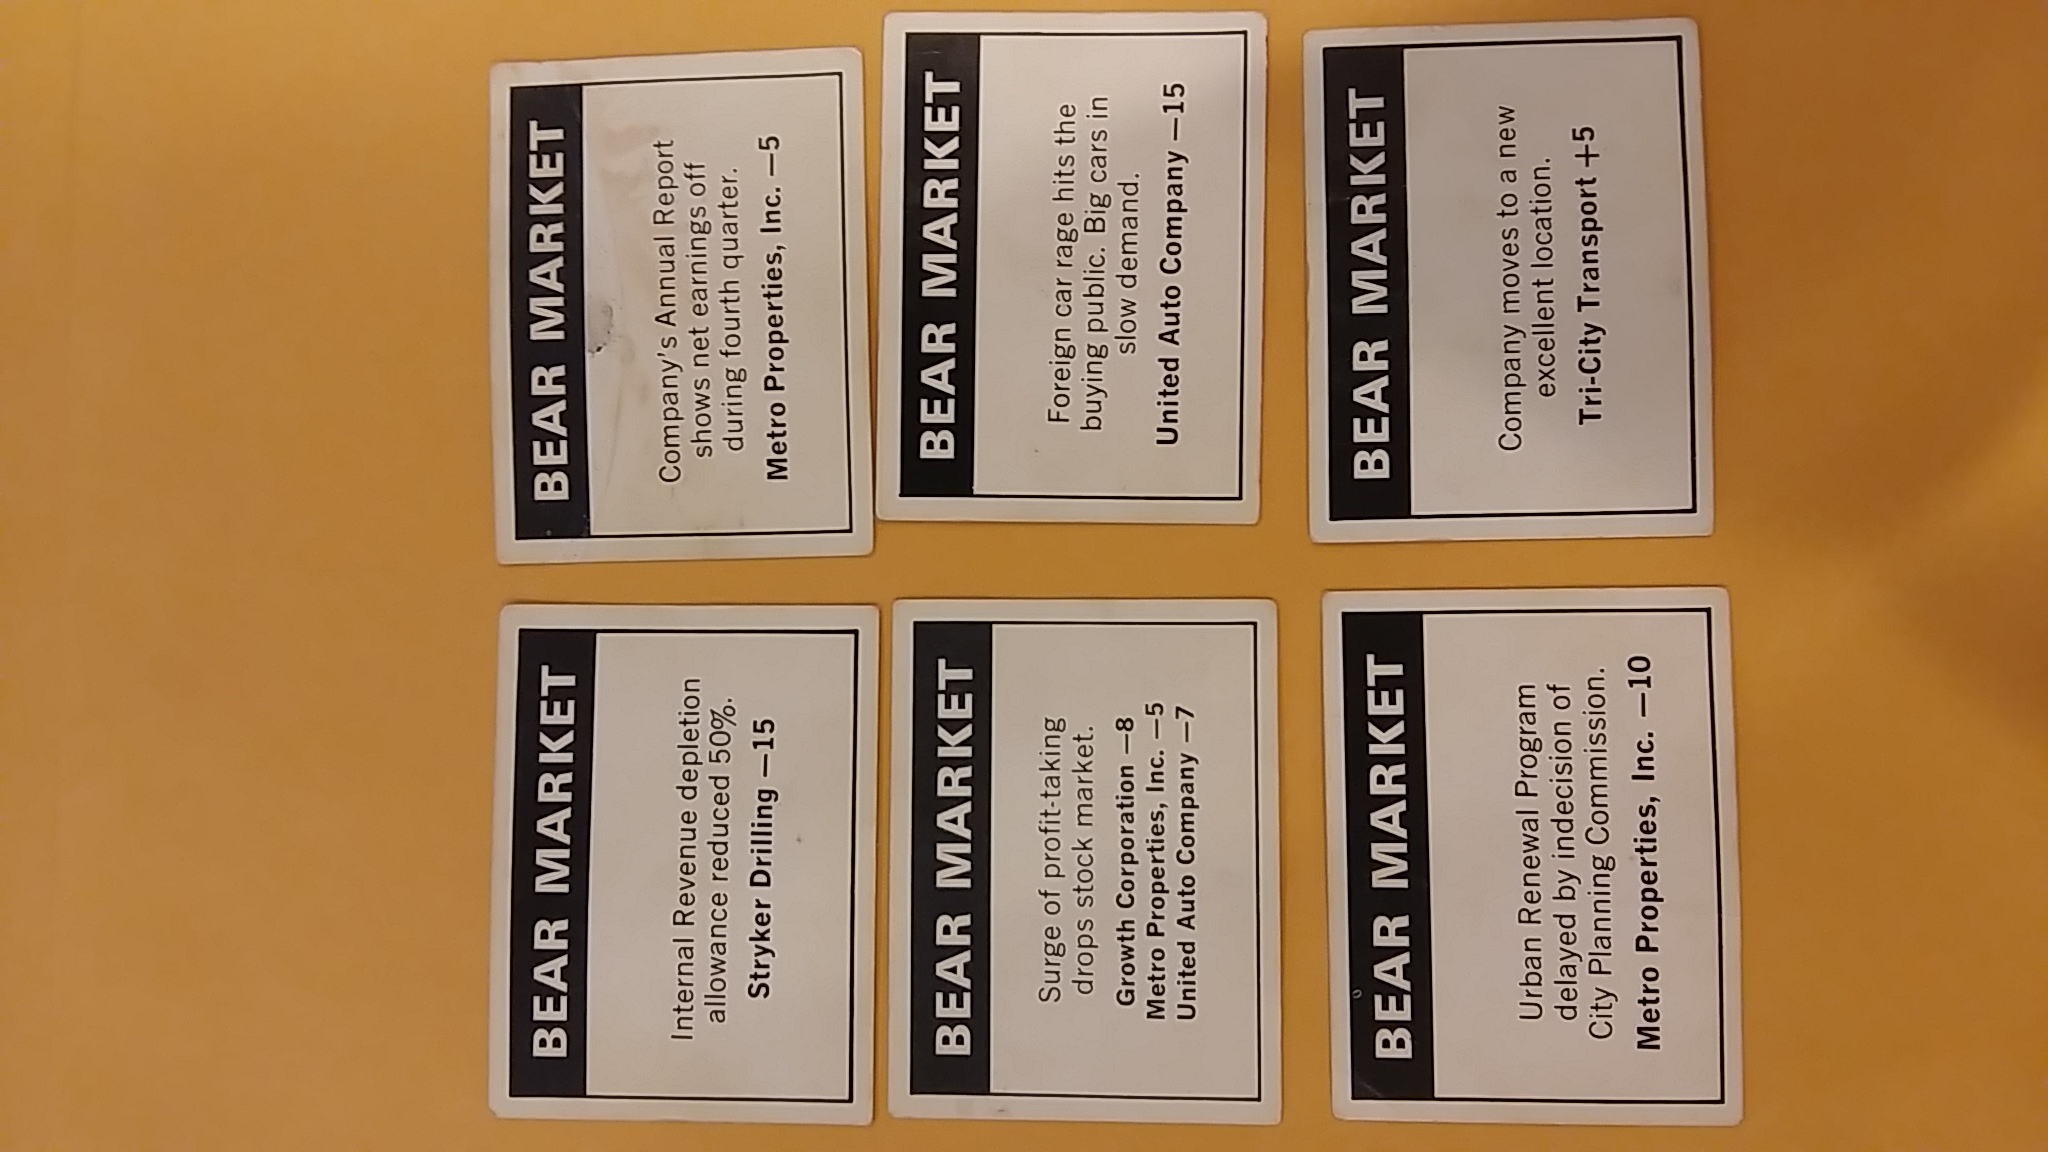 BEAR MARKET
Internal Revenue depletion
allowance reduced 50%.
Stryker Drilling —15
BEAR MARKET
Company's Annual Report
shows net earnings off
during fourth quarter.
Metro Properties, Inc. —5
BEAR MARKET
Surge of profit-taking
drops stock market.
Growth Corporation —8
Metro Properties, Inc. —5
United Auto Company —7
BEAR MARKET
Foreign car rage hits the
buying public. Big cars in
slow demand.
United Auto Company —15
BEAR MARKET
Urban Renewal Program
delayed by indecision of
City Planning Commission.
Metro Properties, Inc. —10
BEAR MARKET
Company moves to a new
excellent location.
Tri-City Transport +5